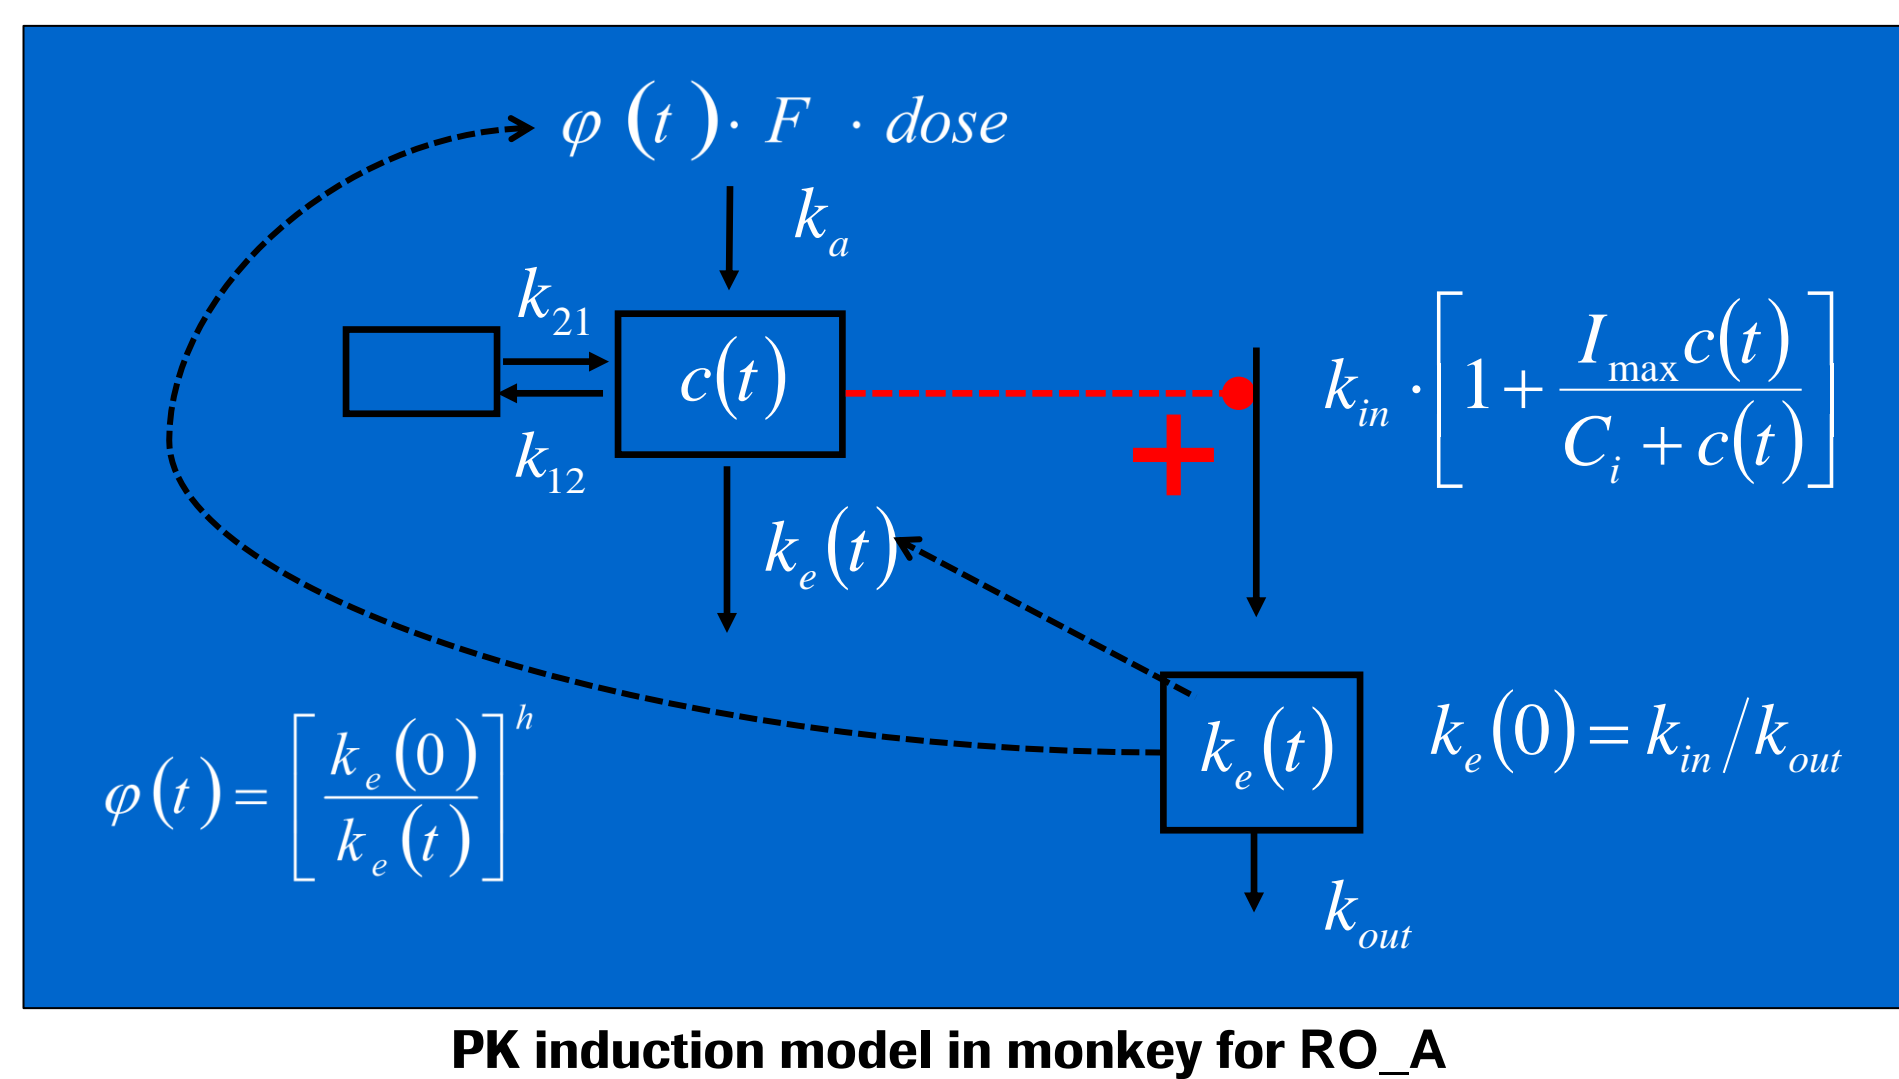 φ (t) · F · dose
k_a
k_21
c(t)
k_12
k_in · [1 + I_max c(t) / C_i + c(t)]
+
k_e(t)
φ(t) = [k_e(0) / k_e(t)]^h
k_e(t)
k_e(0) = k_in / k_out
k_out
PK induction model in monkey for RO_A